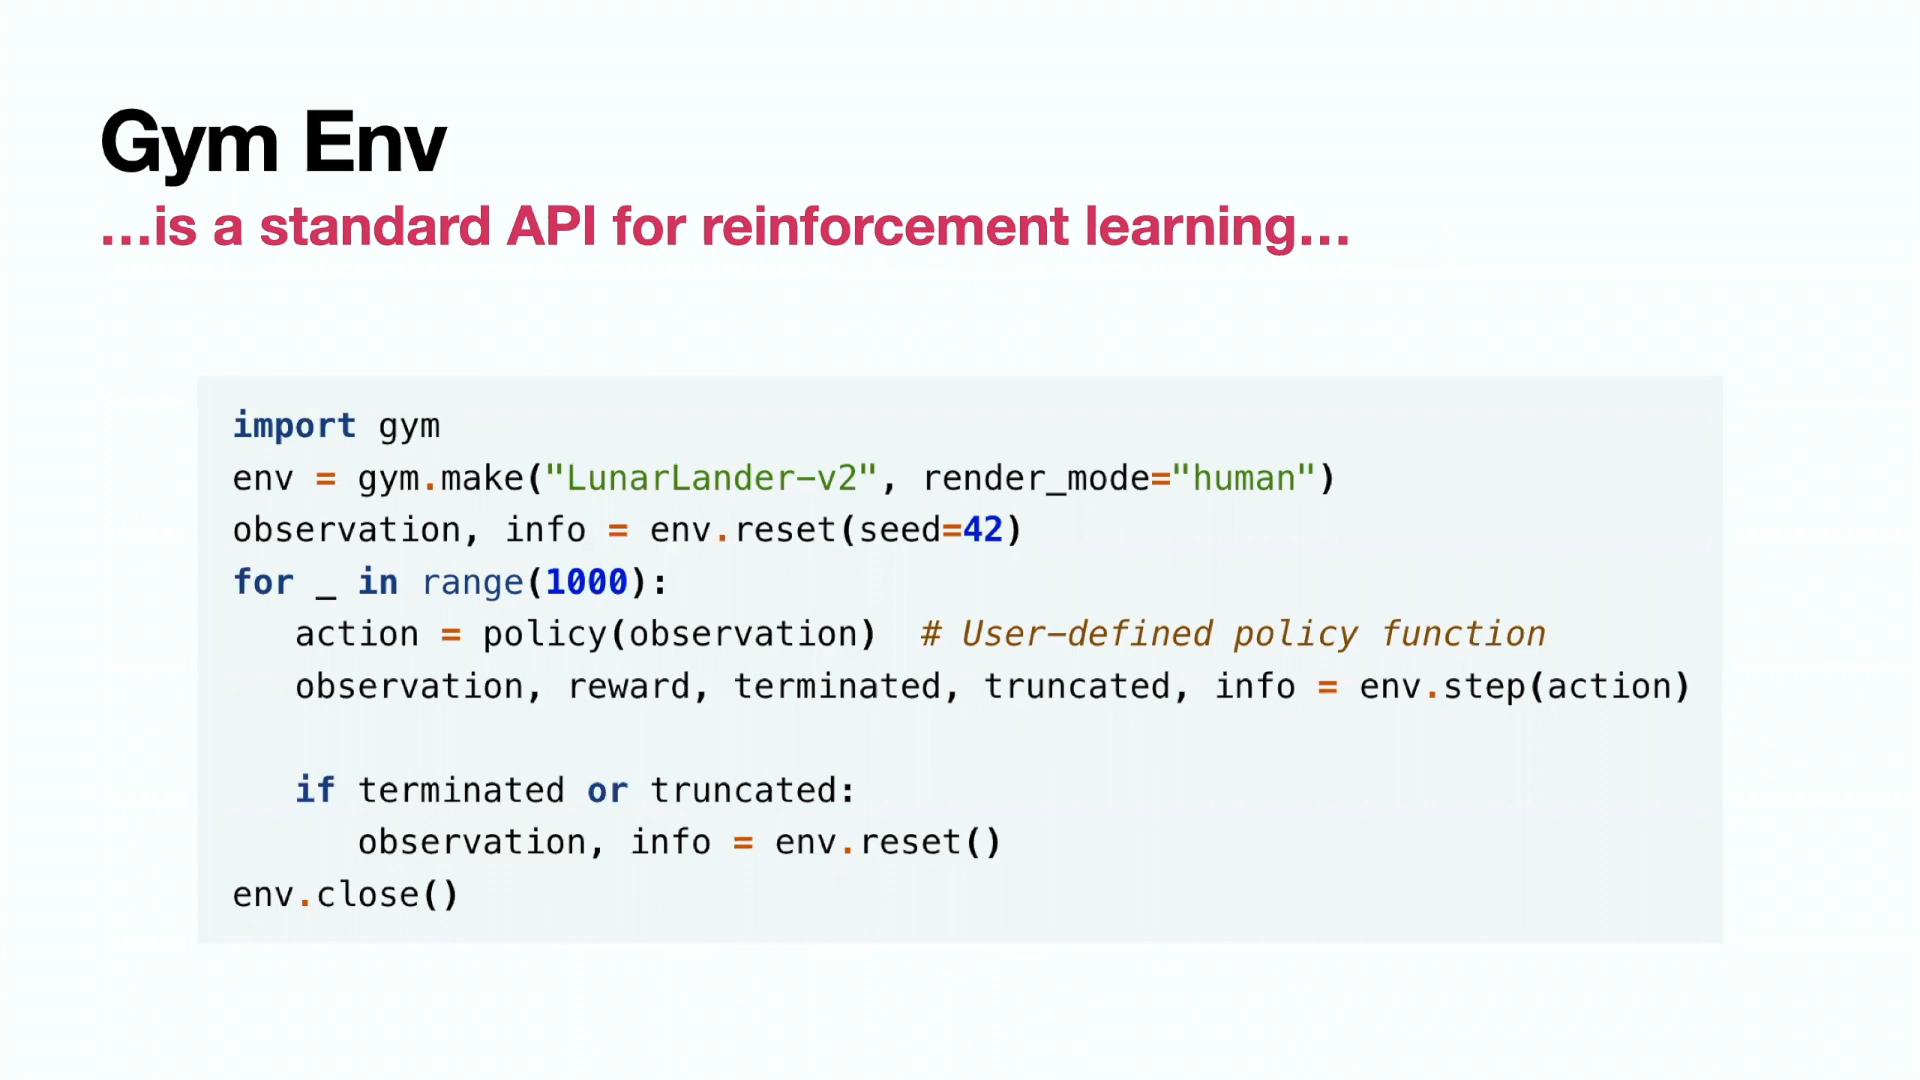 Gym Env
...is a standard API for reinforcement learning...
import gym
env = gym.make("LunarLander-v2", render_mode="human")
observation, info = env.reset(seed=42)
for _ in range(1000):
   action = policy(observation)  # User-defined policy function
   observation, reward, terminated, truncated, info = env.step(action)
   if terminated or truncated:
      observation, info = env.reset()
env.close()